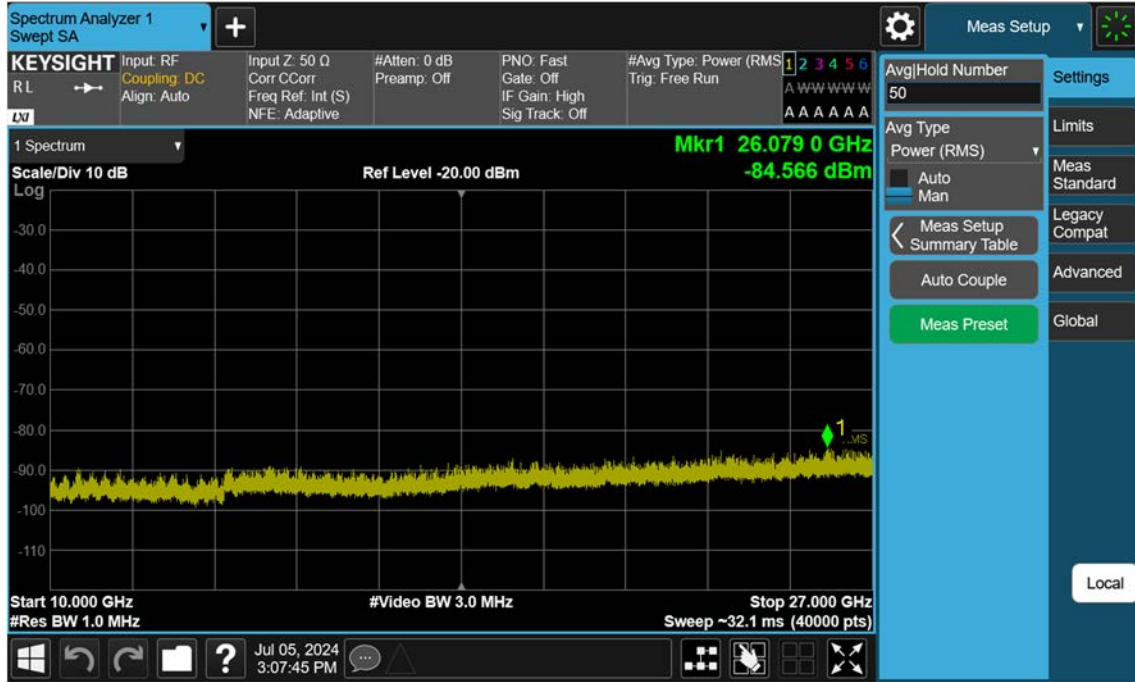 Spectrum Analyzer 1
Swept SA
Meas Setup
KEYSIGHT
R L
LXI
Input: RF
Coupling: DC
Align: Auto
Input Z: 50 Ω
Corr CCorr
Freq Ref: Int (S)
NFE: Adaptive
#Atten: 0 dB
Preamp: Off
PNO: Fast
Gate: Off
IF Gain: High
Sig Track: Off
#Avg Type: Power (RMS
Trig: Free Run
1 2 3 4 5 6
A W W W W W
A A A A A A
1 Spectrum
Mkr1 26.079 0 GHz
Scale/Div 10 dB
Ref Level -20.00 dBm
-84.566 dBm
Log
-30.0
-40.0
-50.0
-60.0
-70.0
-80.0
-90.0
-100
-110
1
Start 10.000 GHz
#Video BW 3.0 MHz
Stop 27.000 GHz
#Res BW 1.0 MHz
Sweep ~32.1 ms (40000 pts)
?
Jul 05, 2024
3:07:45 PM
Avg|Hold Number
50
Avg Type
Power (RMS)
Auto
Man
Meas Setup
Summary Table
Auto Couple
Meas Preset
Settings
Limits
Meas
Standard
Legacy
Compat
Advanced
Global
Local